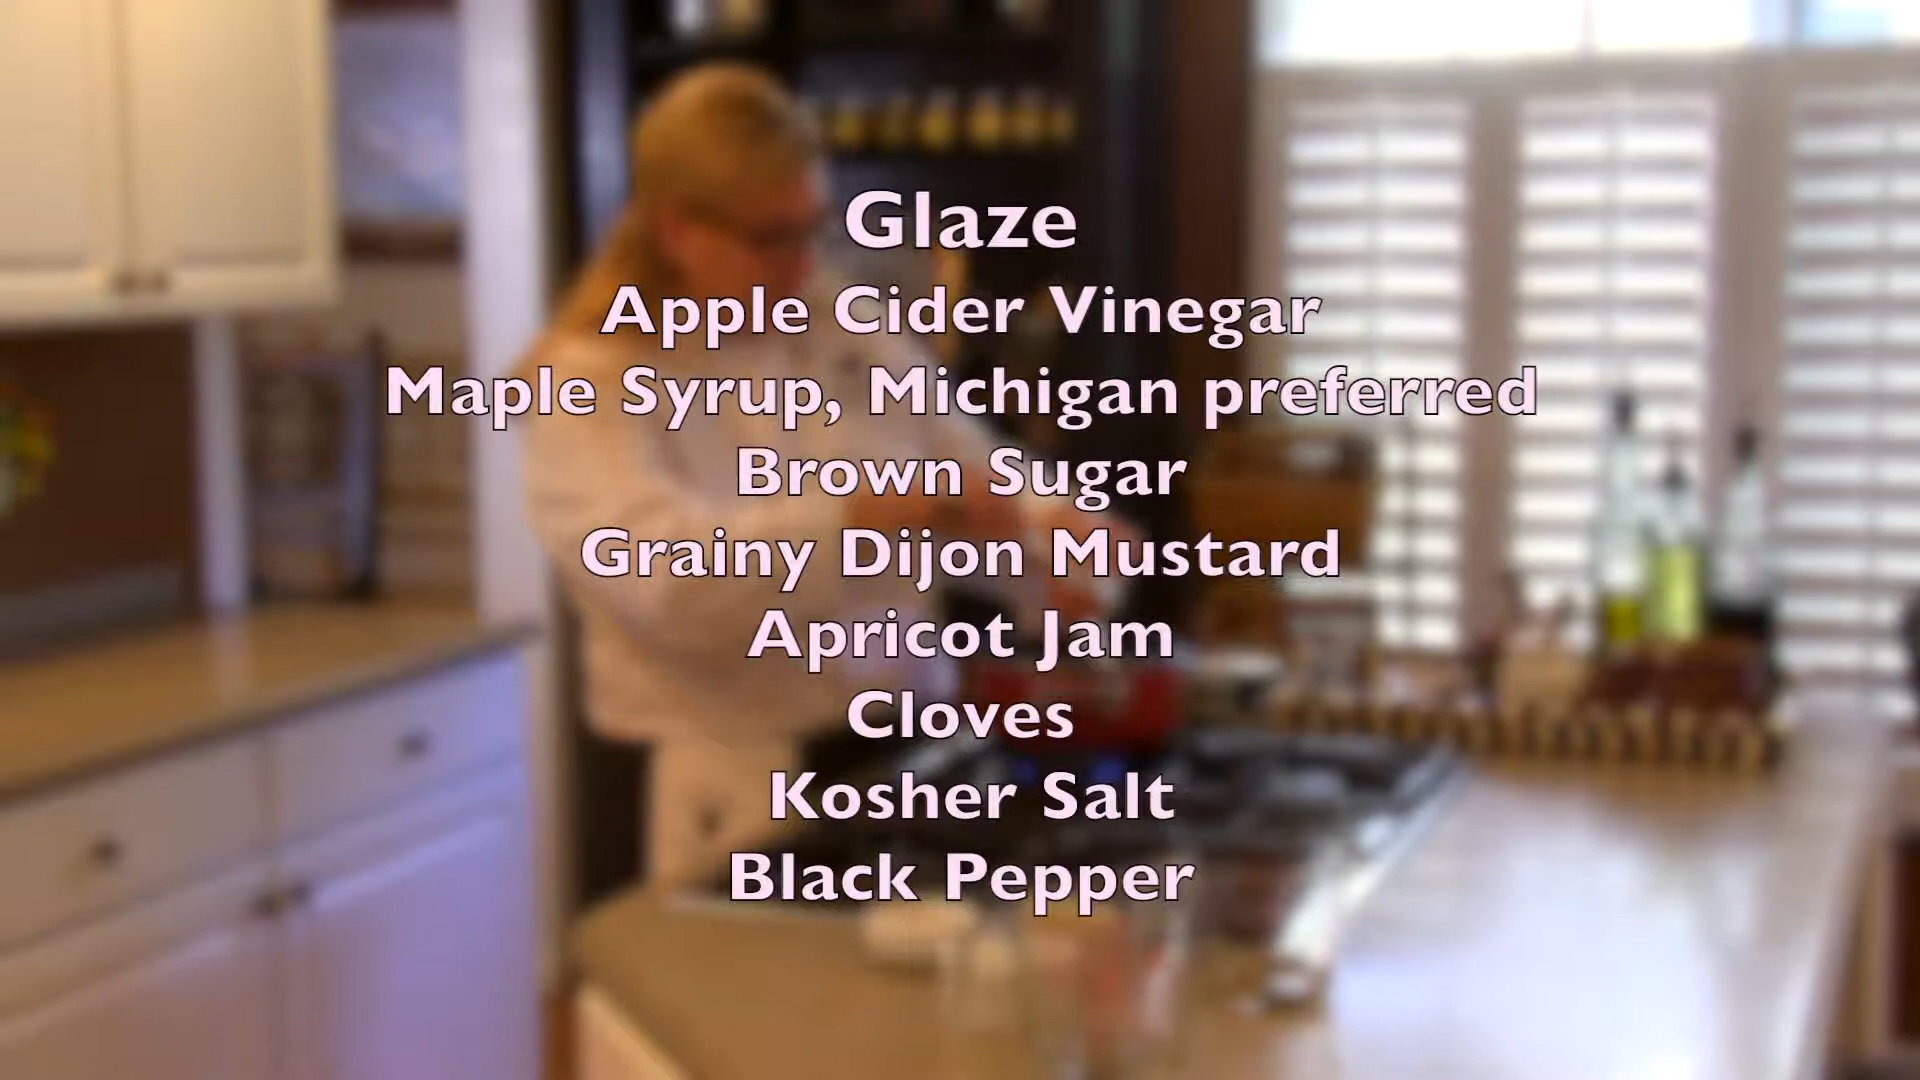 Glaze
Apple Cider Vinegar
Maple Syrup, Michigan preferred
Brown Sugar
Grainy Dijon Mustard
Apricot Jam
Cloves
Kosher Salt
Black Pepper